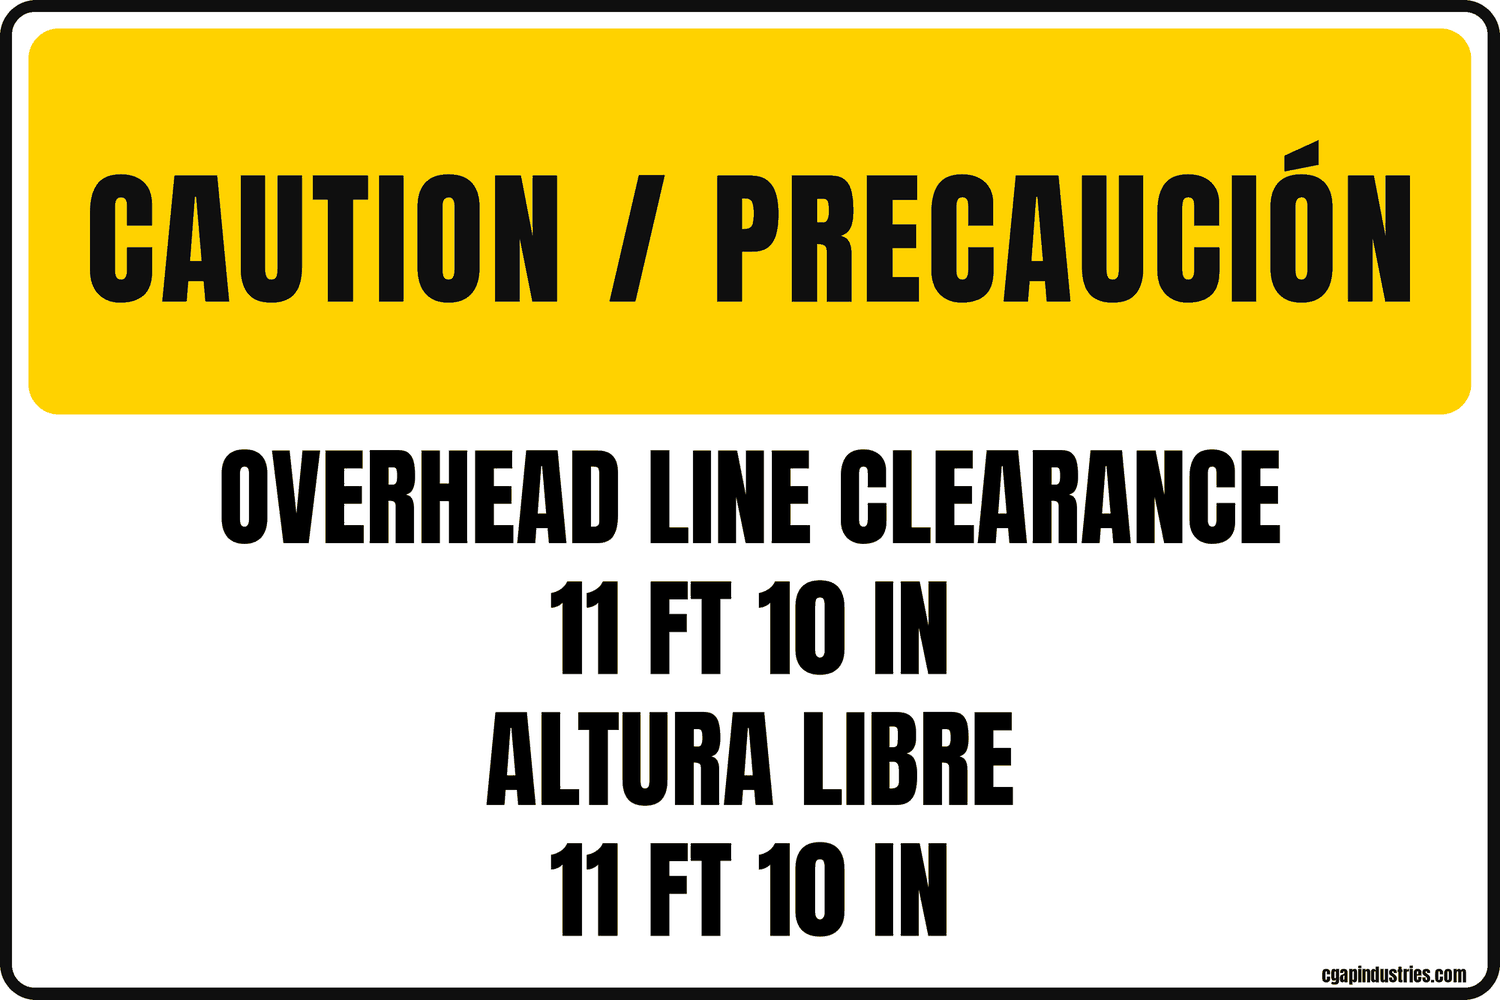 CAUTION / PRECAUCIÓN
OVERHEAD LINE CLEARANCE
11 FT 10 IN
ALTURA LIBRE
11 FT 10 IN
cgapindustries.com